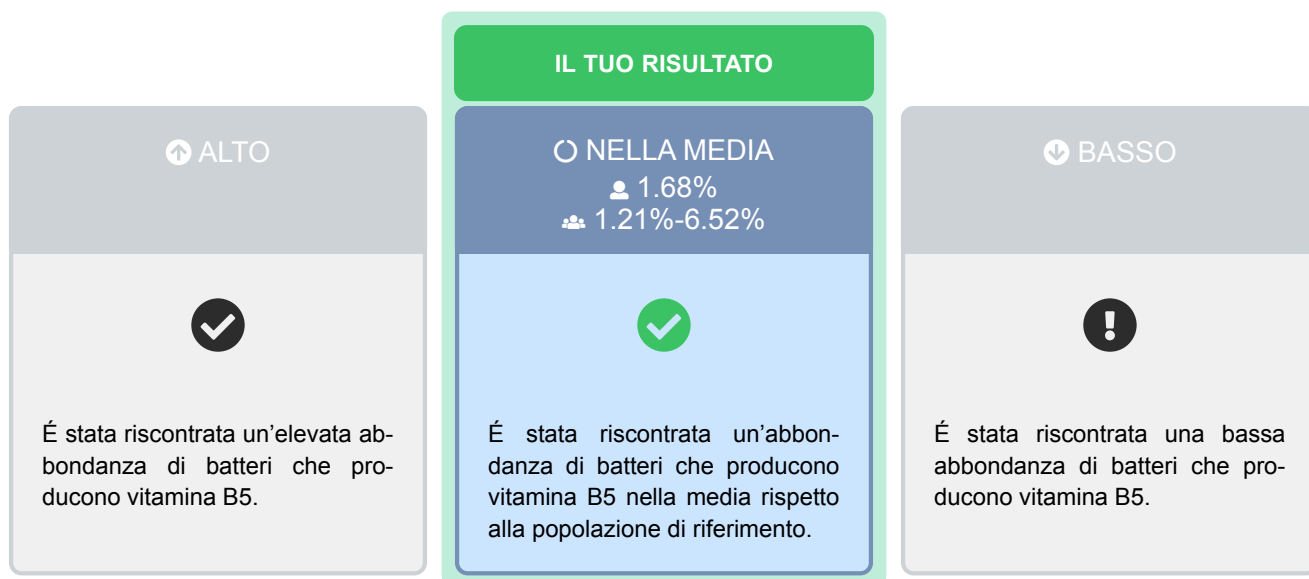 IL TUO RISULTATO
ALTO
É stata riscontrata un'elevata ab-
bondanza di batteri che pro-
ducono vitamina B5.
NELLA MEDIA
1.68%
1.21%-6.52%
É stata riscontrata un'abbon-
danza di batteri che producono
vitamina B5 nella media rispetto
alla popolazione di riferimento.
BASSO
É stata riscontrata una bassa
abbondanza di batteri che pro-
ducono vitamina B5.